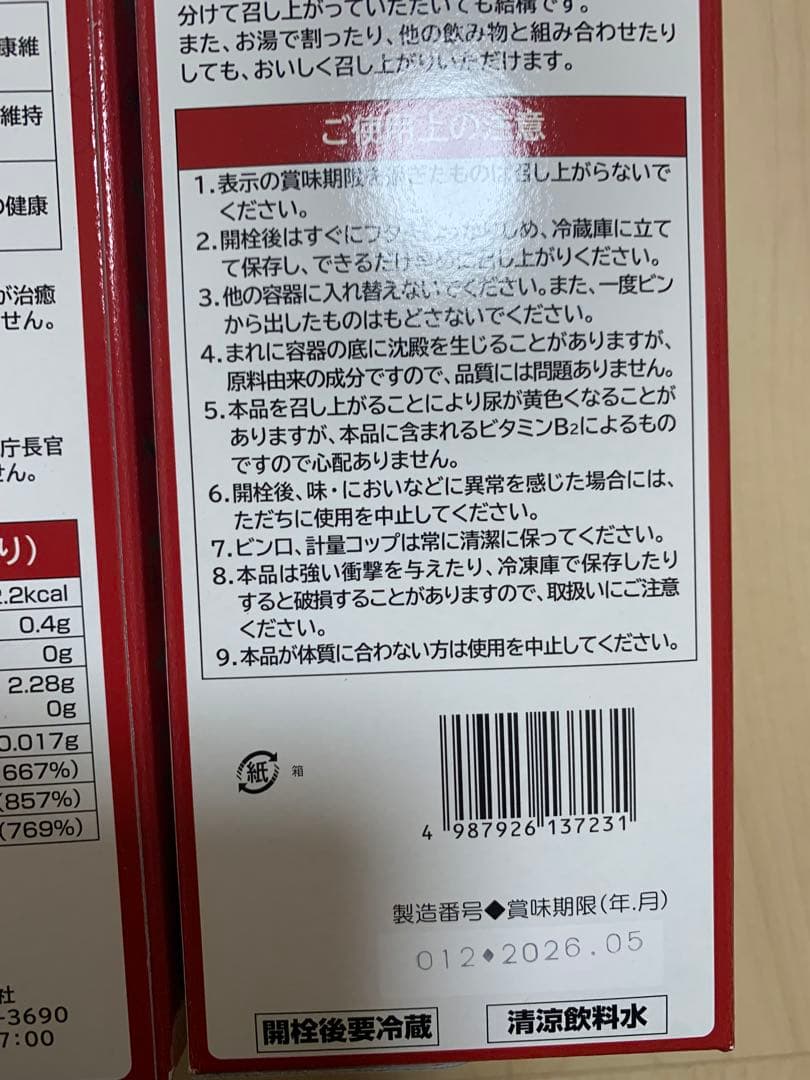 康維
維持
の健康
が治癒
せん。
庁長官
せん。
り)
.2kcal
0.4g
0g
2.28g
0g
0.017g
667%)
(857%)
(769%)
社
-3690
7:00
分けて召し上がっていただいても結構です。
また、お湯で割ったり、他の飲み物と組み合わせたり
しても、おいしく召し上がりいただけます。
ご使用上の注意
1.表示の賞味期限を過ぎたものは召し上がらないで
ください。
2.開栓後はすぐにフタをしっかりしめ、冷蔵庫に立て
て保存し、できるだけ早めに召し上がりください。
3.他の容器に入れ替えないでください。また、一度ビン
から出したものはもどさないでください。
4.まれに容器の底に沈殿を生じることがありますが、
原料由来の成分ですので、品質には問題ありません。
5.本品を召し上がることにより尿が黄色くなることが
ありますが、本品に含まれるビタミンB₂によるもの
ですので心配ありません。
6.開栓後、味・においなどに異常を感じた場合には、
ただちに使用を中止してください。
7.ビン口、計量コップは常に清潔に保ってください。
8.本品は強い衝撃を与えたり、冷凍庫で保存したり
すると破損することがありますので、取扱いにご注意
ください。
9.本品が体質に合わない方は使用を中止してください。
紙 箱
4 987926 137231
製造番号◆賞味期限(年.月)
012◆2026.05
開栓後要冷蔵
清涼飲料水